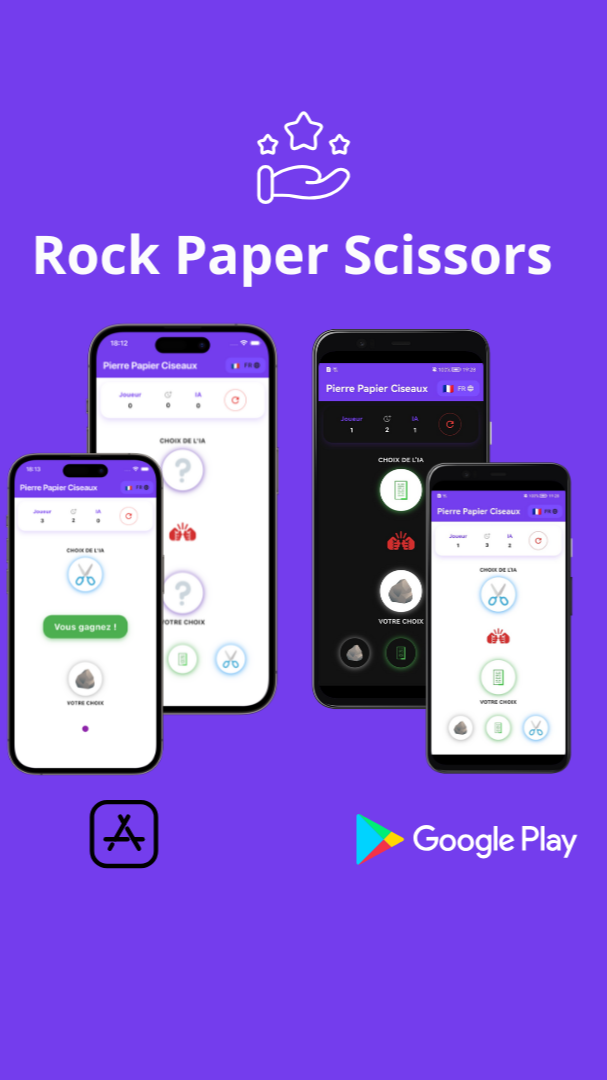 Rock Paper Scissors
18:12
Pierre Papier Ciseaux
FR
Joueur
IA
0
0
0
CHOIX DE L'IA
?
?
VOTRE CHOIX
18:13
Pierre Papier Ciseaux
FR
Joueur
IA
3
2
0
CHOIX DE L'IA
Vous gagnez !
VOTRE CHOIX
19:25
Pierre Papier Ciseaux
FR
Joueur
IA
1
2
1
CHOIX DE L'IA
VOTRE CHOIX
Pierre Papier Ciseaux
FR
Joueur
IA
1
3
3
CHOIX DE L'IA
VOTRE CHOIX
Google Play